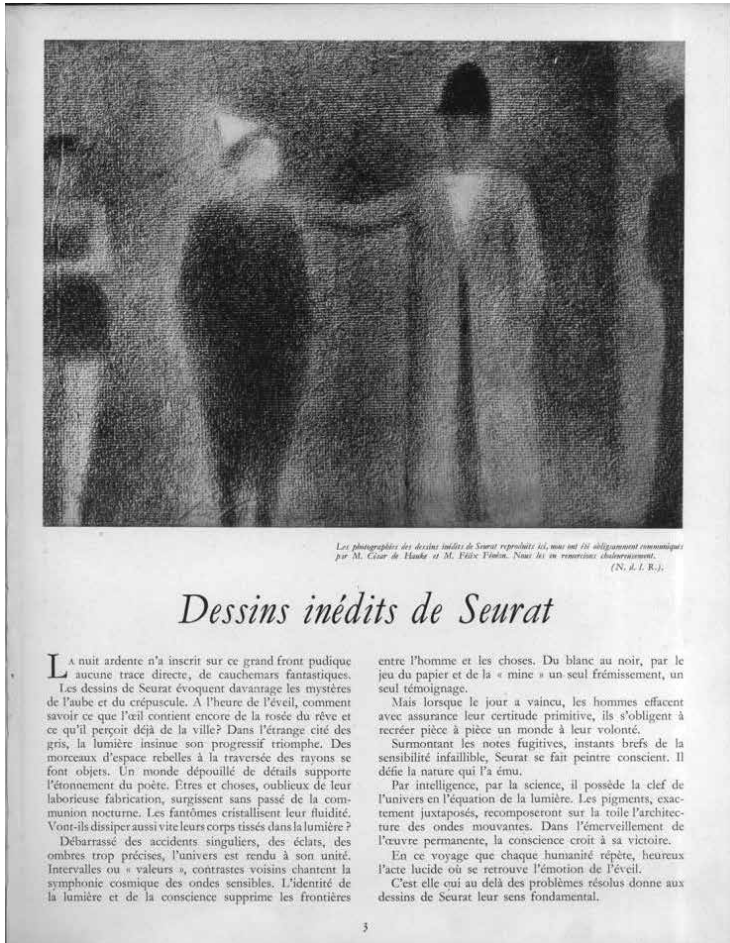 Les photographies des dessins inédits de Seurat reproduits ici, nous ont été obligeamment communiquées
par M. César de Hauke et M. Félix Fénéon. Nous les en remercions chaleureusement.
(N. d. l. R.).
Dessins inédits de Seurat
LA nuit ardente n'a inscrit sur ce grand front pudique
aucune trace directe, de cauchemars fantastiques.
Les dessins de Seurat évoquent davantage les mystères
de l'aube et du crépuscule. A l'heure de l'éveil, comment
savoir ce que l'œil contient encore de la rosée du rêve et
ce qu'il perçoit déjà de la ville? Dans l'étrange cité des
gris, la lumière insinue son progressif triomphe. Des
morceaux d'espace rebelles à la traversée des rayons se
font objets. Un monde dépouillé de détails supporte
l'étonnement du poète. Êtres et choses, oublieux de leur
laborieuse fabrication, surgissent sans passé de la com-
munion nocturne. Les fantômes cristallisent leur fluidité.
Vont-ils dissiper aussi vite leurs corps tissés dans la lumière ?
Débarrassé des accidents singuliers, des éclats, des
ombres trop précises, l'univers est rendu à son unité.
Intervalles ou « valeurs », contrastes voisins chantent la
symphonie cosmique des ondes sensibles. L'identité de
la lumière et de la conscience supprime les frontières
entre l'homme et les choses. Du blanc au noir, par le
jeu du papier et de la « mine » un seul frémissement, un
seul témoignage.
Mais lorsque le jour a vaincu, les hommes effacent
avec assurance leur certitude primitive, ils s'obligent à
recréer pièce à pièce un monde à leur volonté.
Surmontant les notes fugitives, instants brefs de la
sensibilité infaillible, Seurat se fait peintre conscient. Il
défie la nature qui l'a ému.
Par intelligence, par la science, il possède la clef de
l'univers en l'équation de la lumière. Les pigments, exac-
tement juxtaposés, recomposeront sur la toile l'architec-
ture des ondes mouvantes. Dans l'émerveillement de
l'œuvre permanente, la conscience croit à sa victoire.
En ce voyage que chaque humanité répète, heureux
l'acte lucide où se retrouve l'émotion de l'éveil.
C'est elle qui au delà des problèmes résolus donne aux
dessins de Seurat leur sens fondamental.
3